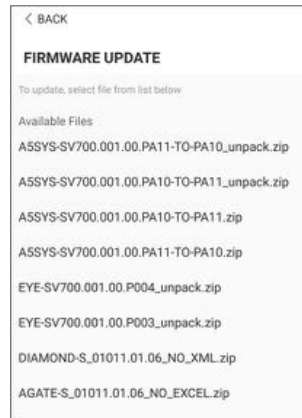 < BACK
FIRMWARE UPDATE
To update, select file from list below
Available Files
A5SYS-SV700.001.00.PA11-TO-PA10_unpack.zip
A5SYS-SV700.001.00.PA10-TO-PA11_unpack.zip
A5SYS-SV700.001.00.PA10-TO-PA11.zip
A5SYS-SV700.001.00.PA11-TO-PA10.zip
EYE-SV700.001.00.P004_unpack.zip
EYE-SV700.001.00.P003_unpack.zip
DIAMOND-S_01011.01.06_NO_XML.zip
AGATE-S_01011.01.06_NO_EXCEL.zip